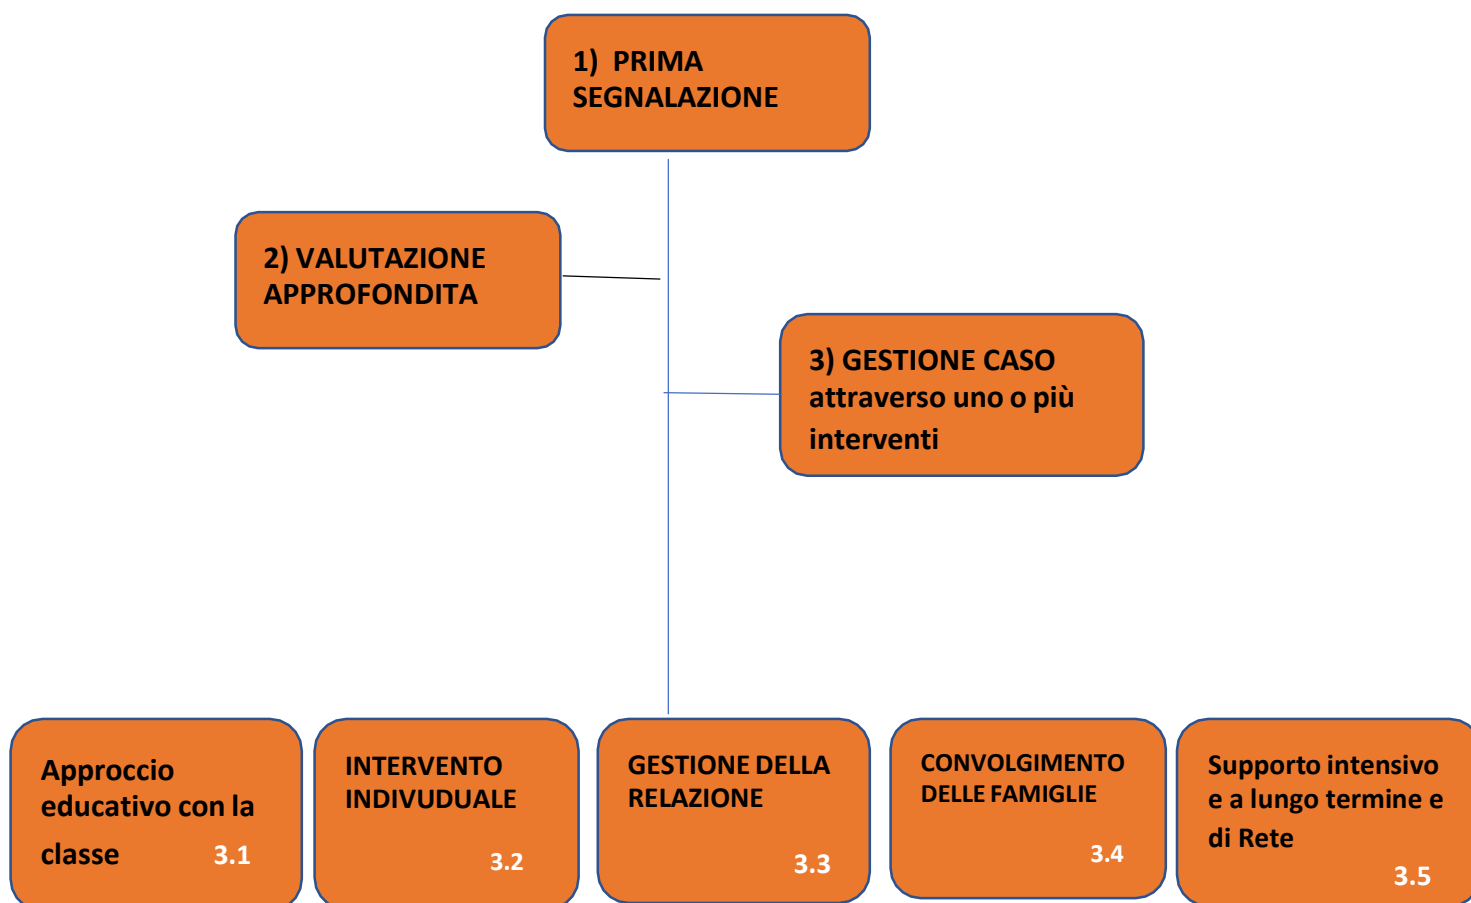 1) PRIMA
SEGNALAZIONE
2) VALUTAZIONE
APPROFONDITA
3) GESTIONE CASO
attraverso uno o più
interventi
Approccio
educativo con la
classe 3.1
INTERVENTO
INDIVUDUALE
3.2
GESTIONE DELLA
RELAZIONE
3.3
CONVOLGIMENTO
DELLE FAMIGLIE
3.4
Supporto intensivo
e a lungo termine e
di Rete
3.5